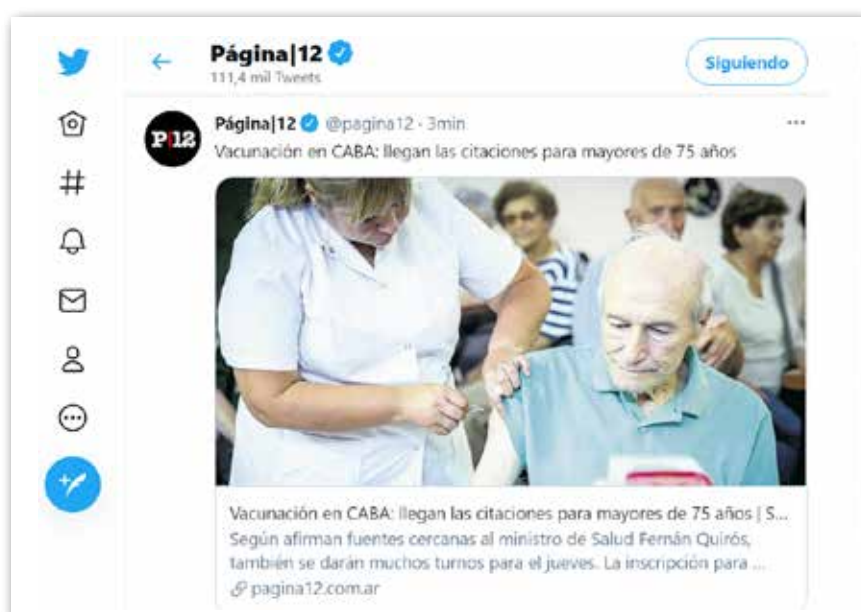 Página|12
Siguiendo
111,4 mil Tweets
P|12
Página|12 @pagina12 · 3min
Vacunación en CABA: llegan las citaciones para mayores de 75 años
Vacunación en CABA: llegan las citaciones para mayores de 75 años | S...
Según afirman fuentes cercanas al ministro de Salud Fernán Quirós,
también se darán muchos turnos para el jueves. La inscripción para ...
pagina12.com.ar